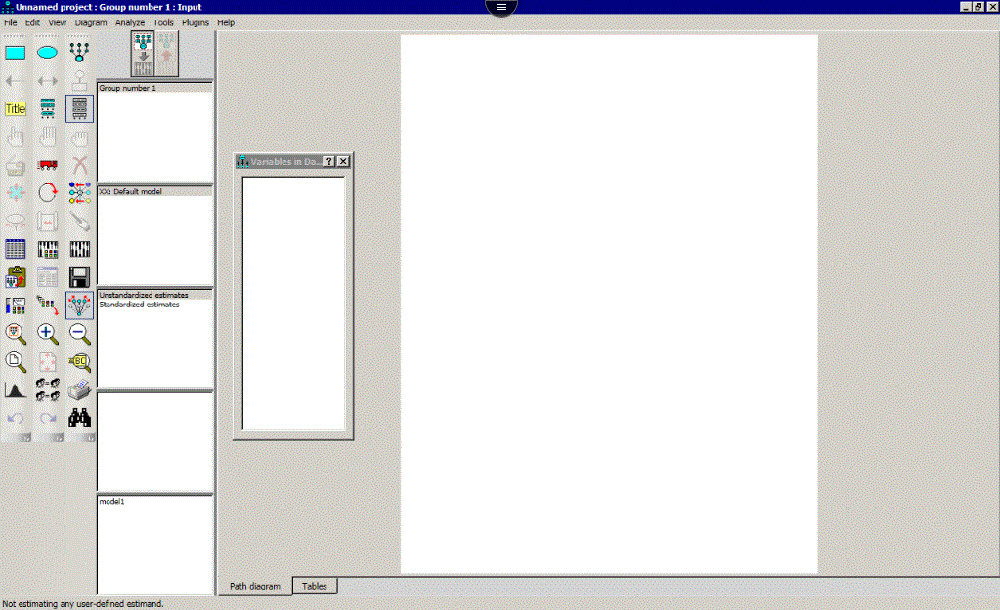 Unnamed project : Group number 1 : Input
File Edit View Diagram Analyze Tools Plugins Help
Title
Group number 1
XX: Default model
Variables in Da...
Unstandardized estimates
Standardized estimates
model1
Path diagram
Tables
Not estimating any user-defined estimand.